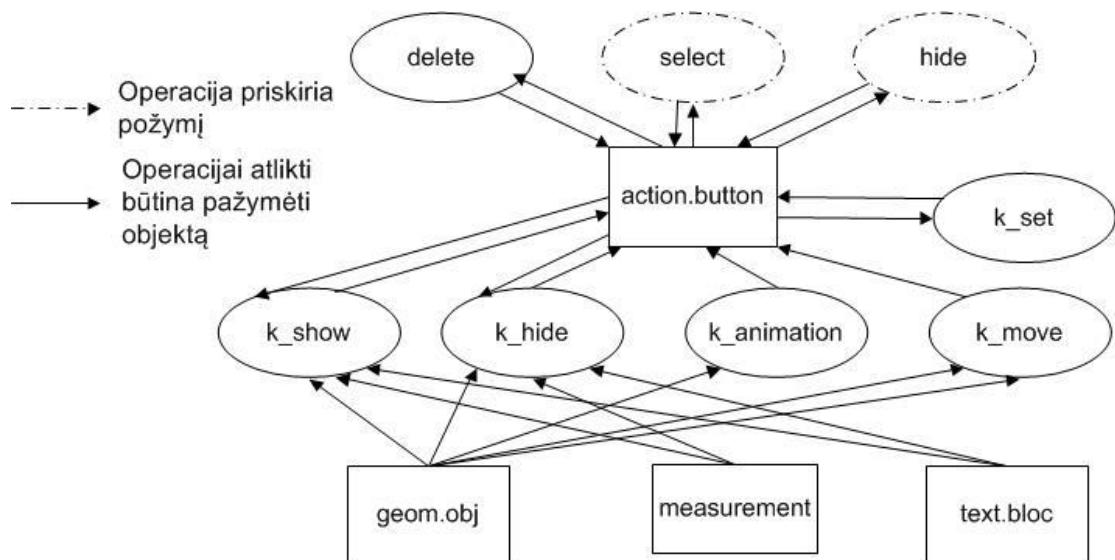 delete
select
hide
Operacija priskiria
požymį
Operacijai atlikti
būtina pažymėti
objektą
action.button
k_set
k_show
k_hide
k_animation
k_move
geom.obj
measurement
text.bloc